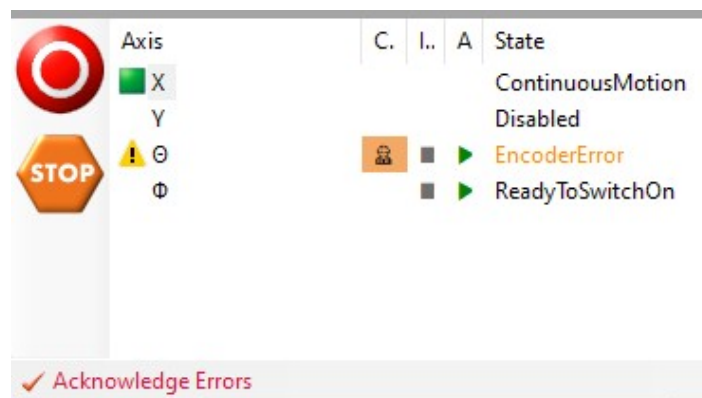 Axis C. I.. A State
X ContinuousMotion
Y Disabled
STOP
Θ EncoderError
Φ ReadyToSwitchOn
Acknowledge Errors